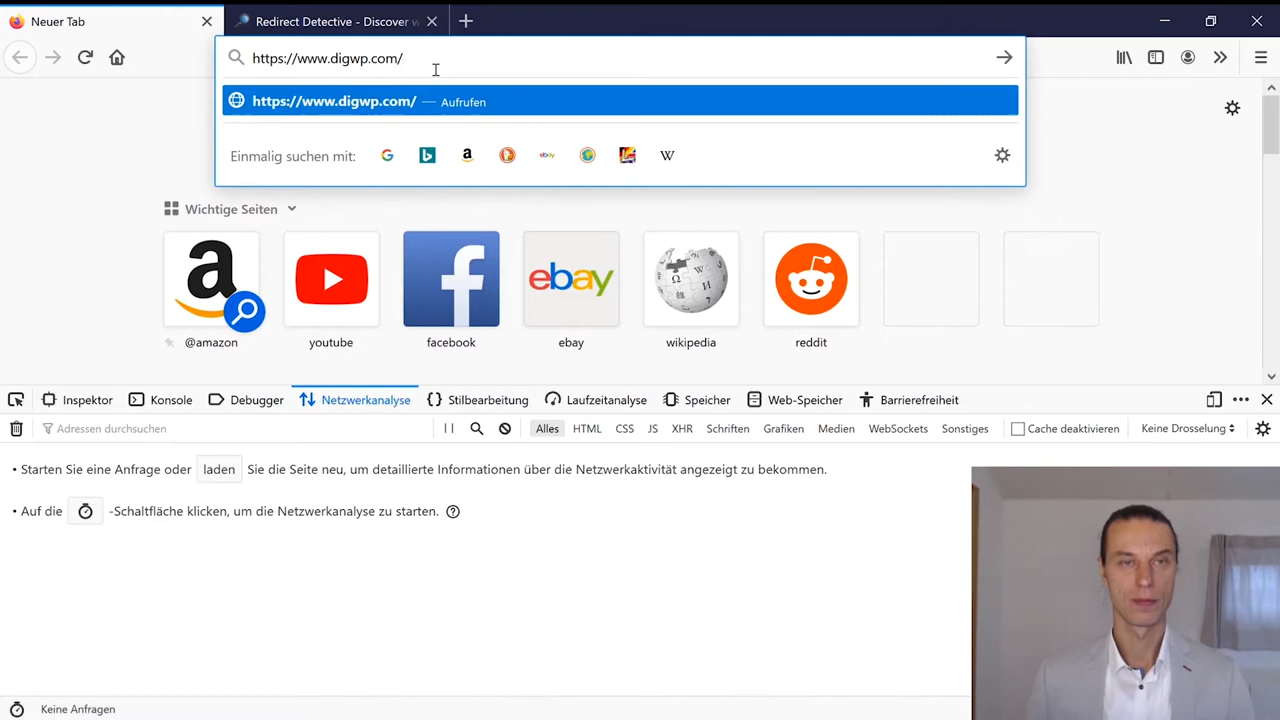 Neuer Tab
Redirect Detective - Discover w
https://www.digwp.com/
https://www.digwp.com/ — Aufrufen
Einmalig suchen mit:
Wichtige Seiten
ebay
@amazon
youtube
facebook
ebay
wikipedia
reddit
Inspektor
Konsole
Debugger
Netzwerkanalyse
Stilbearbeitung
Laufzeitanalyse
Speicher
Web-Speicher
Barrierefreiheit
Adressen durchsuchen
Alles
HTML
CSS
JS
XHR
Schriften
Grafiken
Medien
WebSockets
Sonstiges
Cache deaktivieren
Keine Drosselung
• Starten Sie eine Anfrage oder laden Sie die Seite neu, um detaillierte Informationen über die Netzwerkaktivität angezeigt zu bekommen.
• Auf die -Schaltfläche klicken, um die Netzwerkanalyse zu starten.
Keine Anfragen